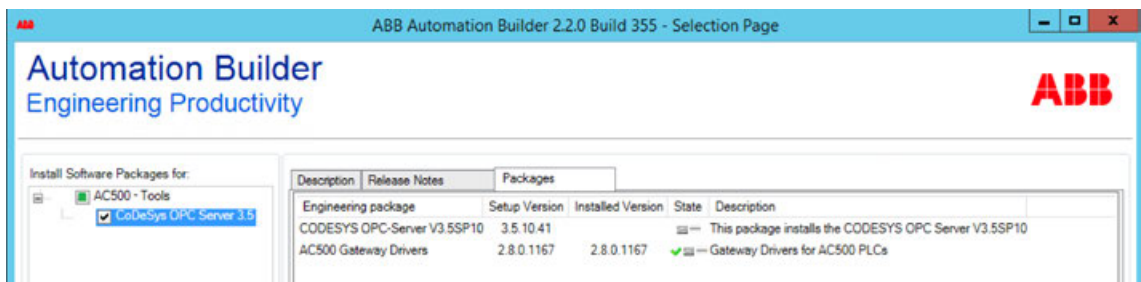 ABB Automation Builder 2.2.0 Build 355 - Selection Page
Automation Builder
Engineering Productivity
ABB
Install Software Packages for:
AC500 - Tools
CoDeSys OPC Server 3.5
Description Release Notes Packages
Engineering package Setup Version Installed Version State Description
CODESYS OPC-Server V3.5SP10 3.5.10.41 This package installs the CODESYS OPC Server V3.5SP10
AC500 Gateway Drivers 2.8.0.1167 2.8.0.1167 Gateway Drivers for AC500 PLCs